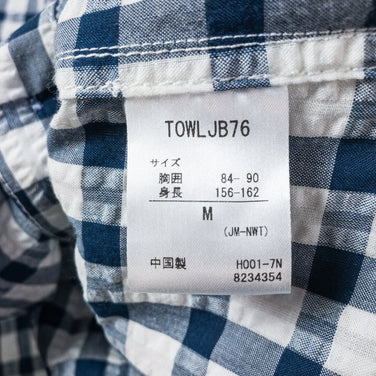 TOWLJB76
サイズ
胸囲 84- 90
身長 156-162
M
(JM-NWT)
中国製 H001-7N
8234354